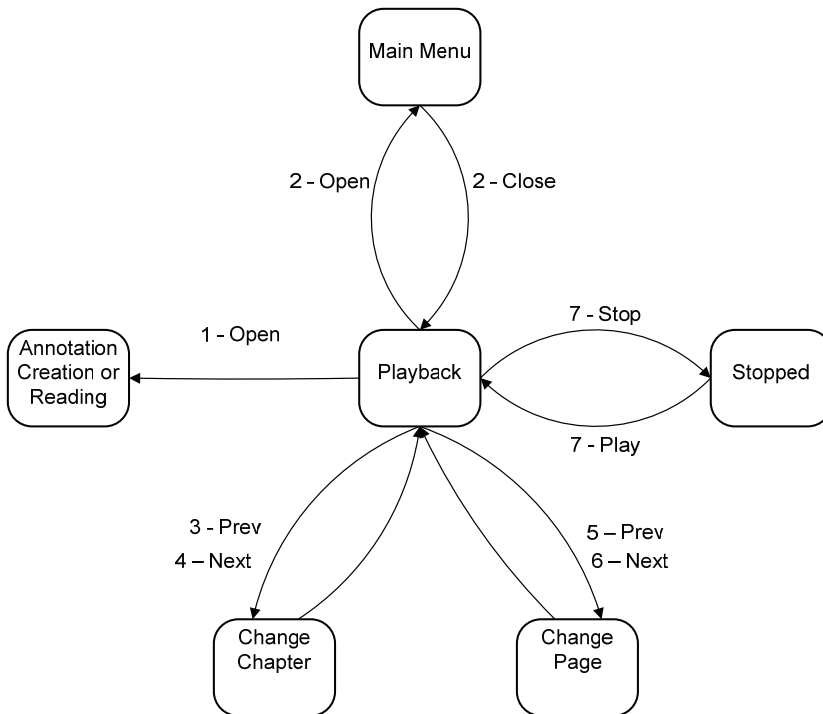 Main Menu
2 - Open
2 - Close
7 - Stop
1 - Open
Annotation
Creation or
Reading
Playback
Stopped
7 - Play
3 - Prev
4 – Next
5 – Prev
6 – Next
Change
Chapter
Change
Page